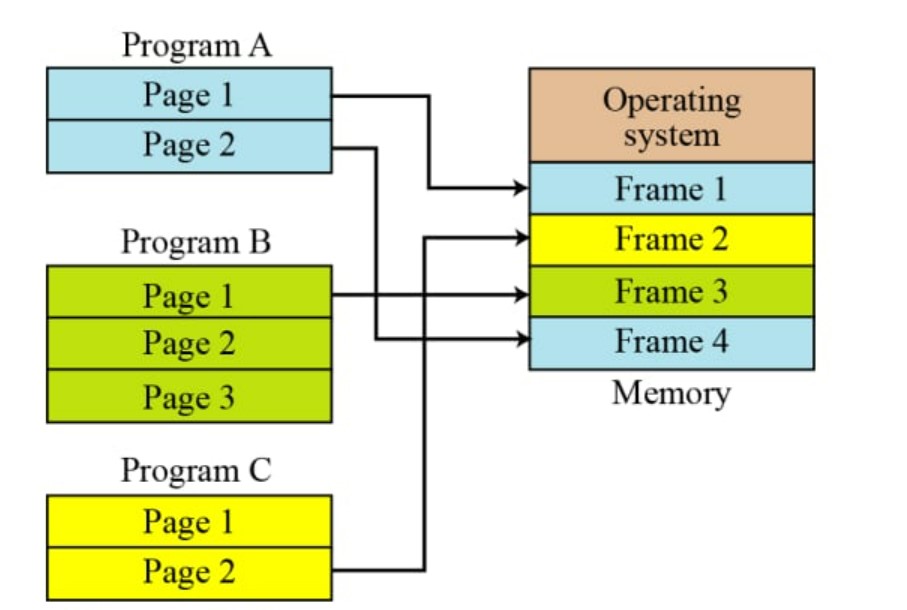 Program A
Page 1
Page 2
Program B
Page 1
Page 2
Page 3
Program C
Page 1
Page 2
Operating
system
Frame 1
Frame 2
Frame 3
Frame 4
Memory